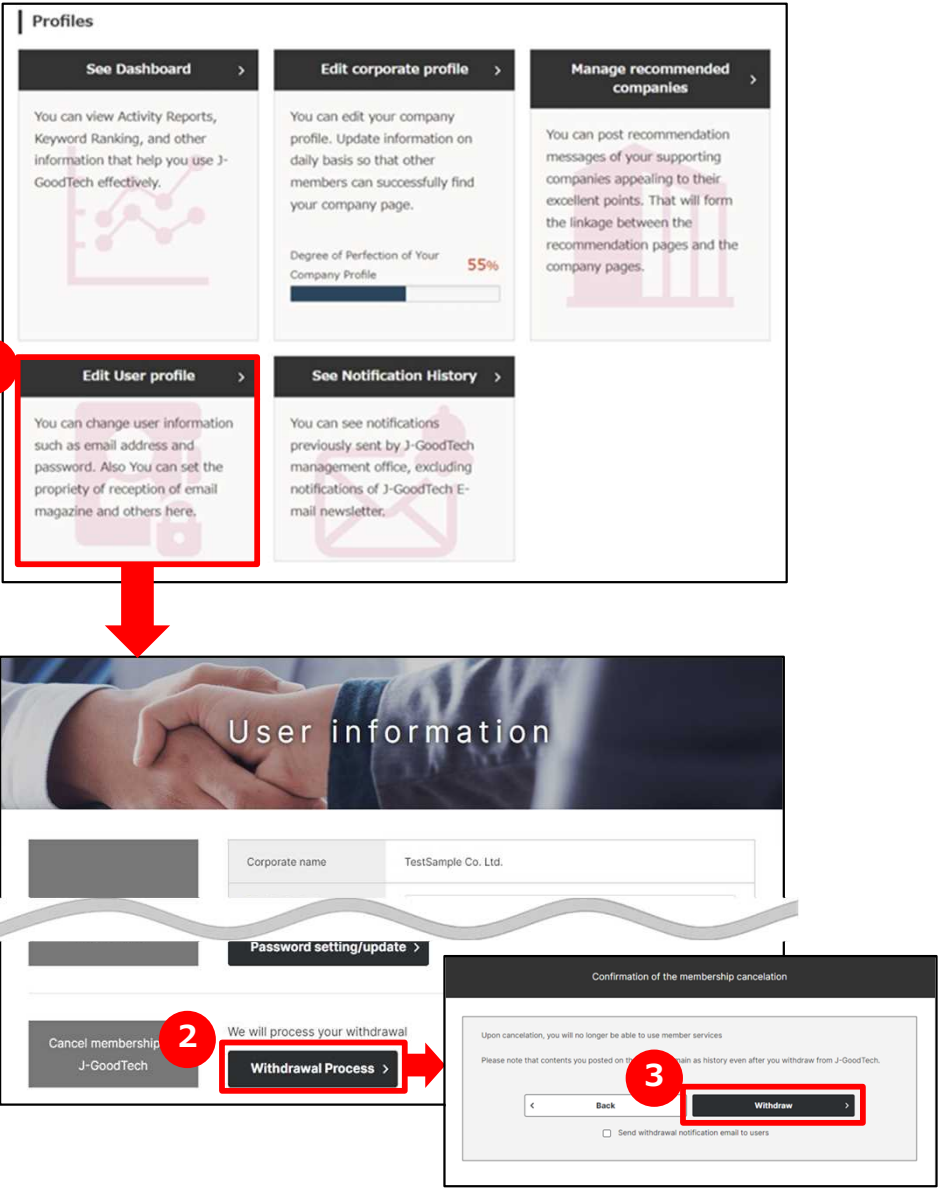 Profiles
See Dashboard >
You can view Activity Reports,
Keyword Ranking, and other
information that help you use J-
GoodTech effectively.
Edit corporate profile >
You can edit your company
profile. Update information on
daily basis so that other
members can successfully find
your company page.
Degree of Perfection of Your
Company Profile
55%
Manage recommended
companies >
You can post recommendation
messages of your supporting
companies appealing to their
excellent points. That will form
the linkage between the
recommendation pages and the
company pages.
Edit User profile >
You can change user information
such as email address and
password. Also You can set the
propriety of reception of email
magazine and others here.
See Notification History >
You can see notifications
previously sent by J-GoodTech
management office, excluding
notifications of J-GoodTech E-
mail newsletter.
User information
Corporate name
TestSample Co. Ltd.
Password setting/update >
Cancel membership
J-GoodTech
2
We will process your withdrawal
Withdrawal Process >
Confirmation of the membership cancelation
Upon cancelation, you will no longer be able to use member services
Please note that contents you posted on as history even after you withdraw from J-GoodTech.
3
< Back
Withdraw >
Send withdrawal notification email to users